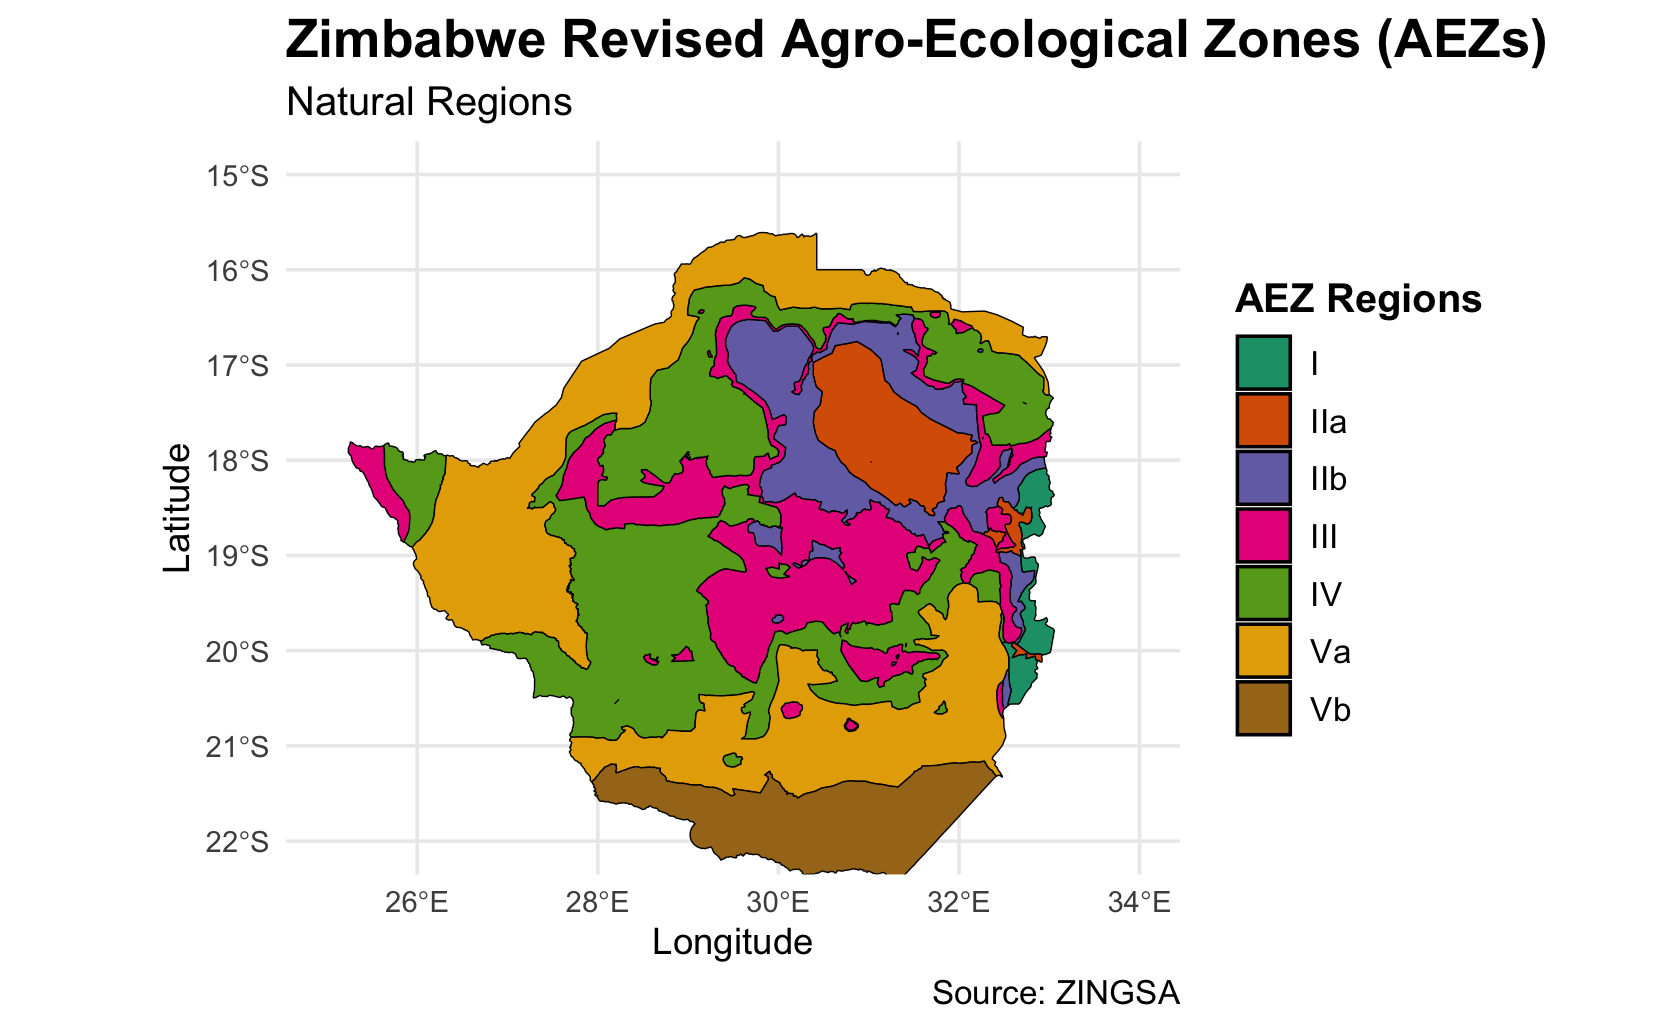 Zimbabwe Revised Agro-Ecological Zones (AEZs)
Natural Regions
15°S
16°S
17°S
18°S
19°S
20°S
21°S
22°S
Latitude
26°E
28°E
30°E
32°E
34°E
Longitude
AEZ Regions
I
IIa
IIb
III
IV
Va
Vb
Source: ZINGSA